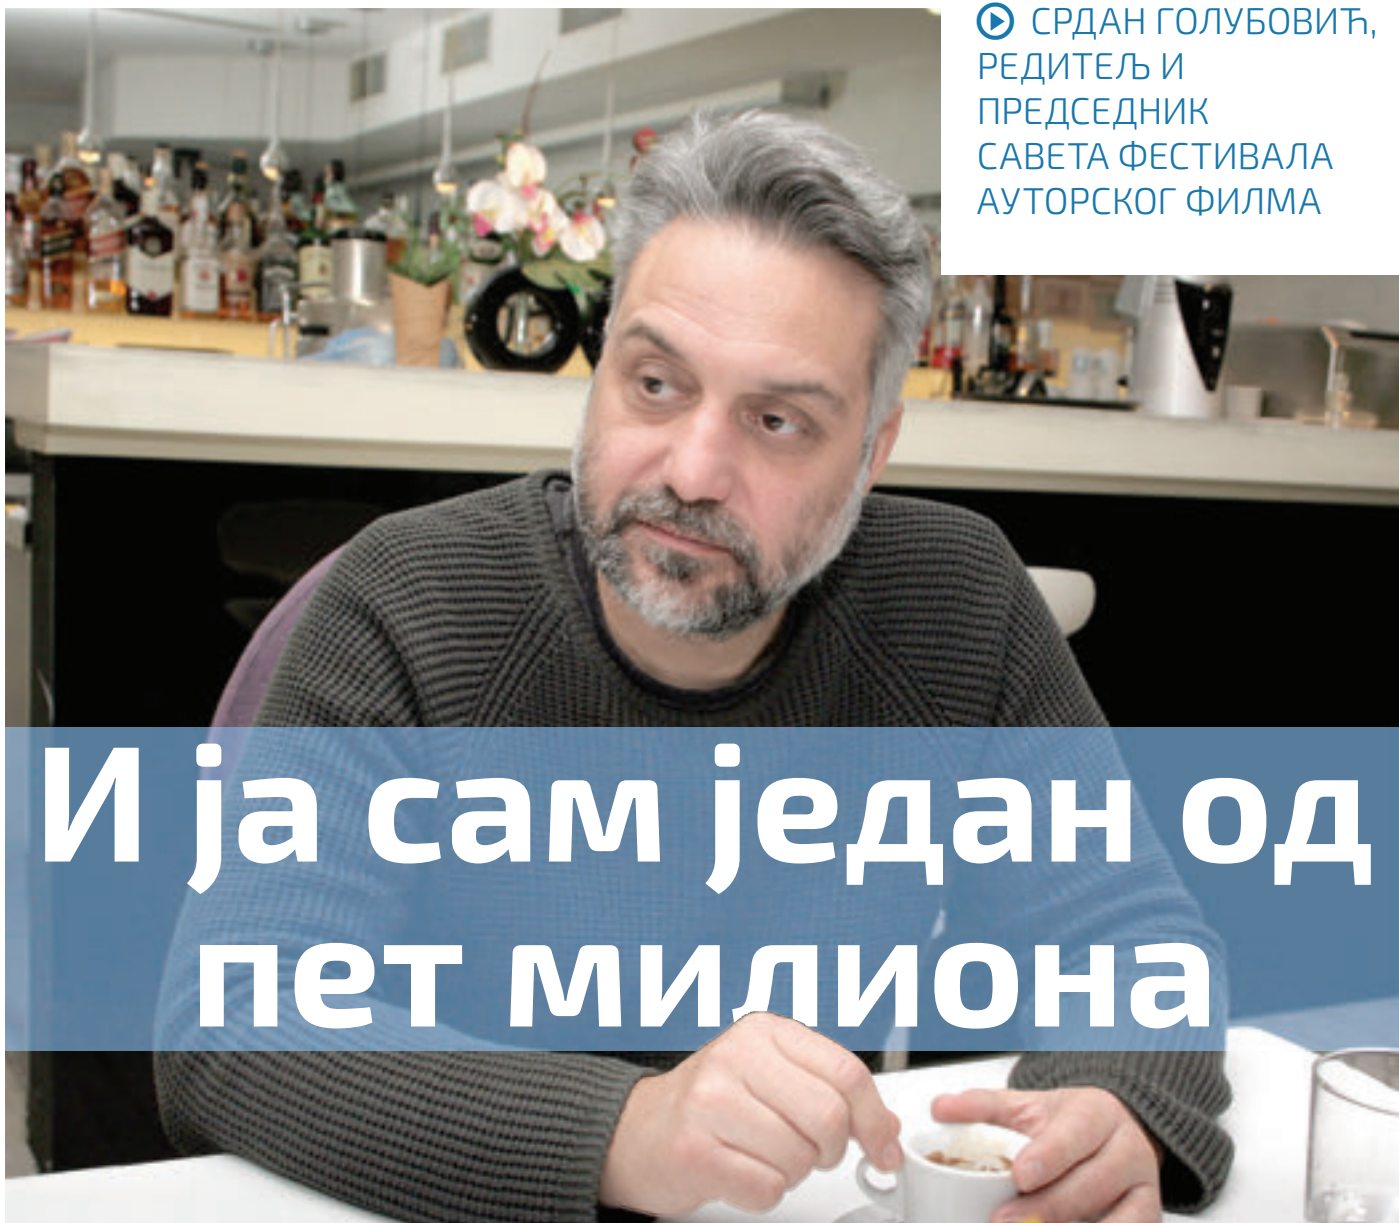 СРДАН ГОЛУБОВИЋ,
РЕДИТЕЉ И
ПРЕДСЕДНИК
САВЕТА ФЕСТИВАЛА
АУТОРСКОГ ФИЛМА
И ја сам један од
пет милиона